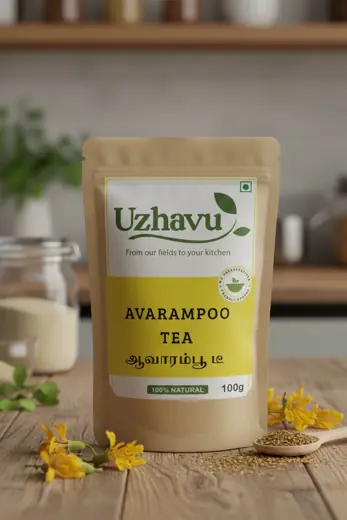 Uzhavu
From our fields to your kitchen
AVARAMPOO
TEA
ஆவாரம்பூ டீ
100% NATURAL
100g